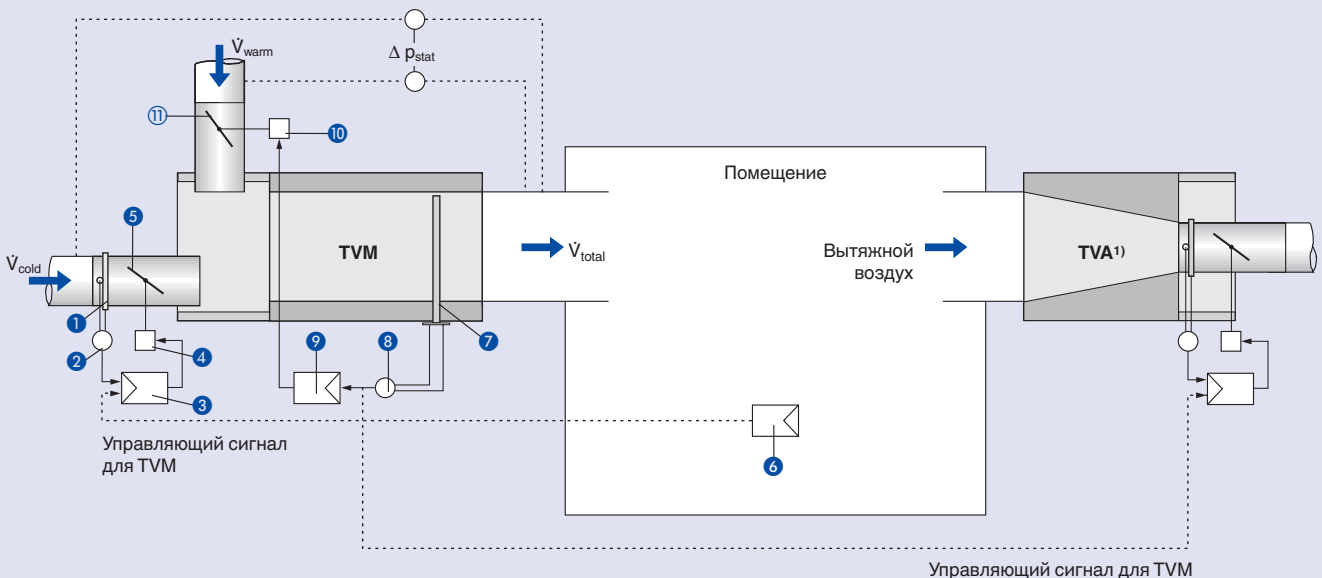 V̇warm
Δ pstat
⑪
10
Помещение
5
TVM
V̇total
Вытяжной
воздух
TVA1)
V̇cold
1
2
4
3
9
8
7
6
Управляющий сигнал
для TVM
Управляющий сигнал для TVM